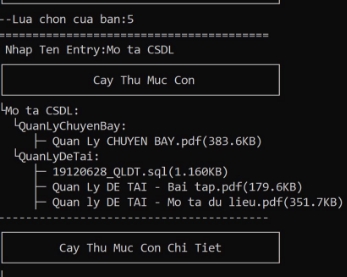 --Lua chon cua ban:5
========================================
Nhap Ten Entry:Mo ta CSDL
Cay Thu Muc Con
└Mo ta CSDL:
└QuanLyChuyenBay:
├─ Quan Ly CHUYEN BAY.pdf(383.6KB)
└QuanLyDeTai:
├─ 19120628_QLDT.sql(1.160KB)
├─ Quan Ly DE TAI - Bai tap.pdf(179.6KB)
├─ Quan ly DE TAI - Mo ta du lieu.pdf(351.7KB)
----------------------------------------
Cay Thu Muc Con Chi Tiet